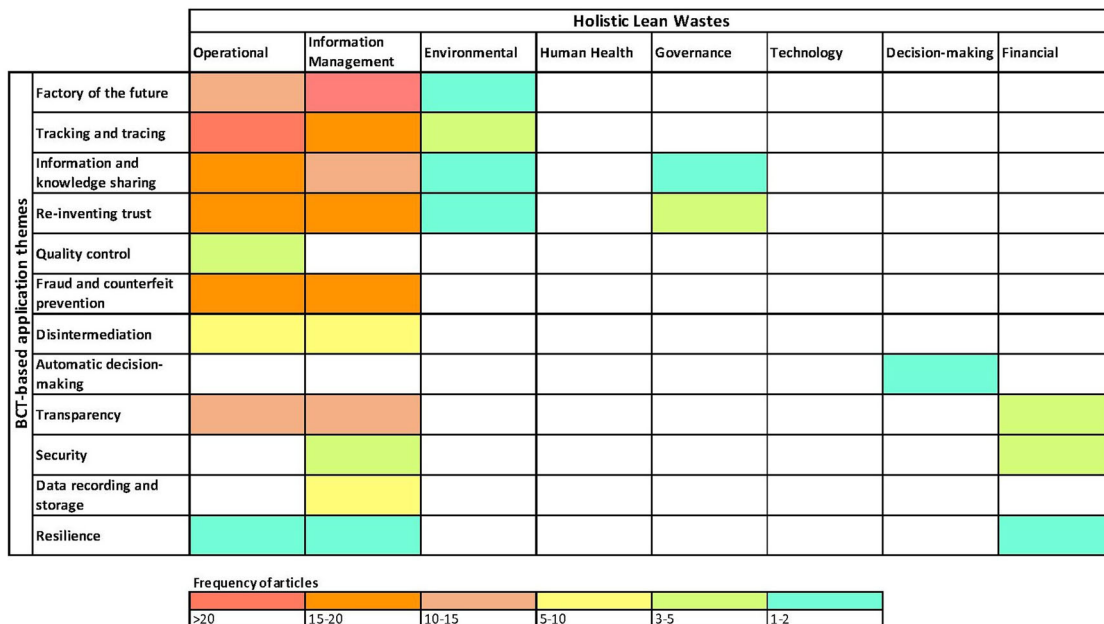 Holistic Lean Wastes
Operational
Information
Management
Environmental
Human Health
Governance
Technology
Decision-making
Financial
BCT-based application themes
Factory of the future
Tracking and tracing
Information and
knowledge sharing
Re-inventing trust
Quality control
Fraud and counterfeit
prevention
Disintermediation
Automatic decision-
making
Transparency
Security
Data recording and
storage
Resilience
Frequency of articles
>20
15-20
10-15
5-10
3-5
1-2